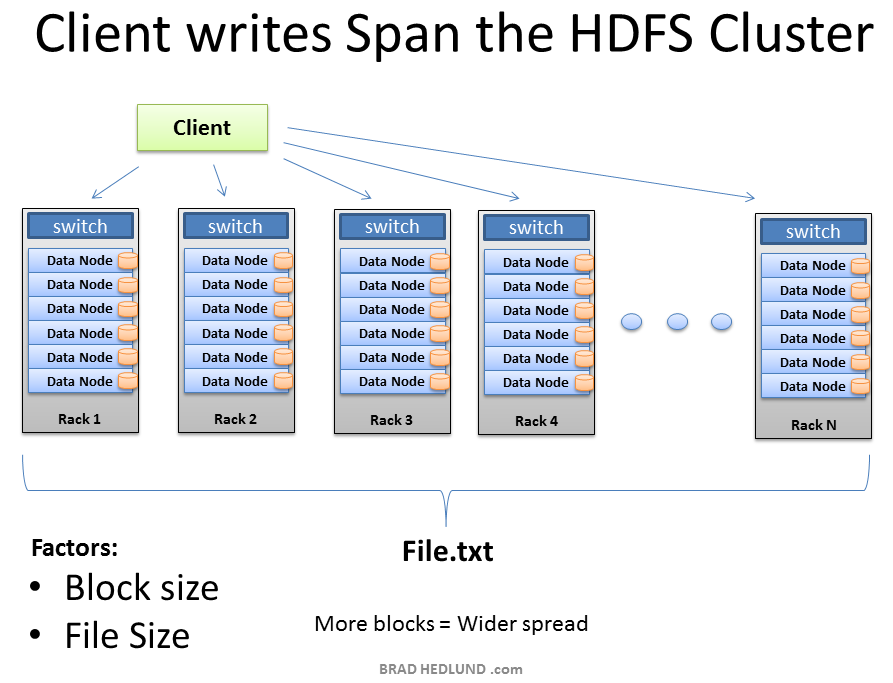 Client writes Span the HDFS Cluster
Client
switch
Data Node
Data Node
Data Node
Data Node
Data Node
Data Node
Rack 1
switch
Data Node
Data Node
Data Node
Data Node
Data Node
Data Node
Rack 2
switch
Data Node
Data Node
Data Node
Data Node
Data Node
Data Node
Rack 3
switch
Data Node
Data Node
Data Node
Data Node
Data Node
Data Node
Rack 4
switch
Data Node
Data Node
Data Node
Data Node
Data Node
Data Node
Rack N
File.txt
Factors:
• Block size
• File Size
More blocks = Wider spread
BRAD HEDLUND .com